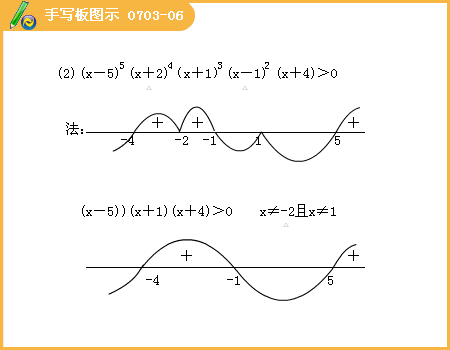 手写板图示 0703-06
(2) (x－5)⁵ (x＋2)⁴ (x＋1)³ (x－1)² (x＋4)＞0
法:
＋ ＋ ＋
-4 -2 -1 1 5
(x－5))(x＋1)(x＋4)＞0 x≠-2且x≠1
＋ ＋
-4 -1 5